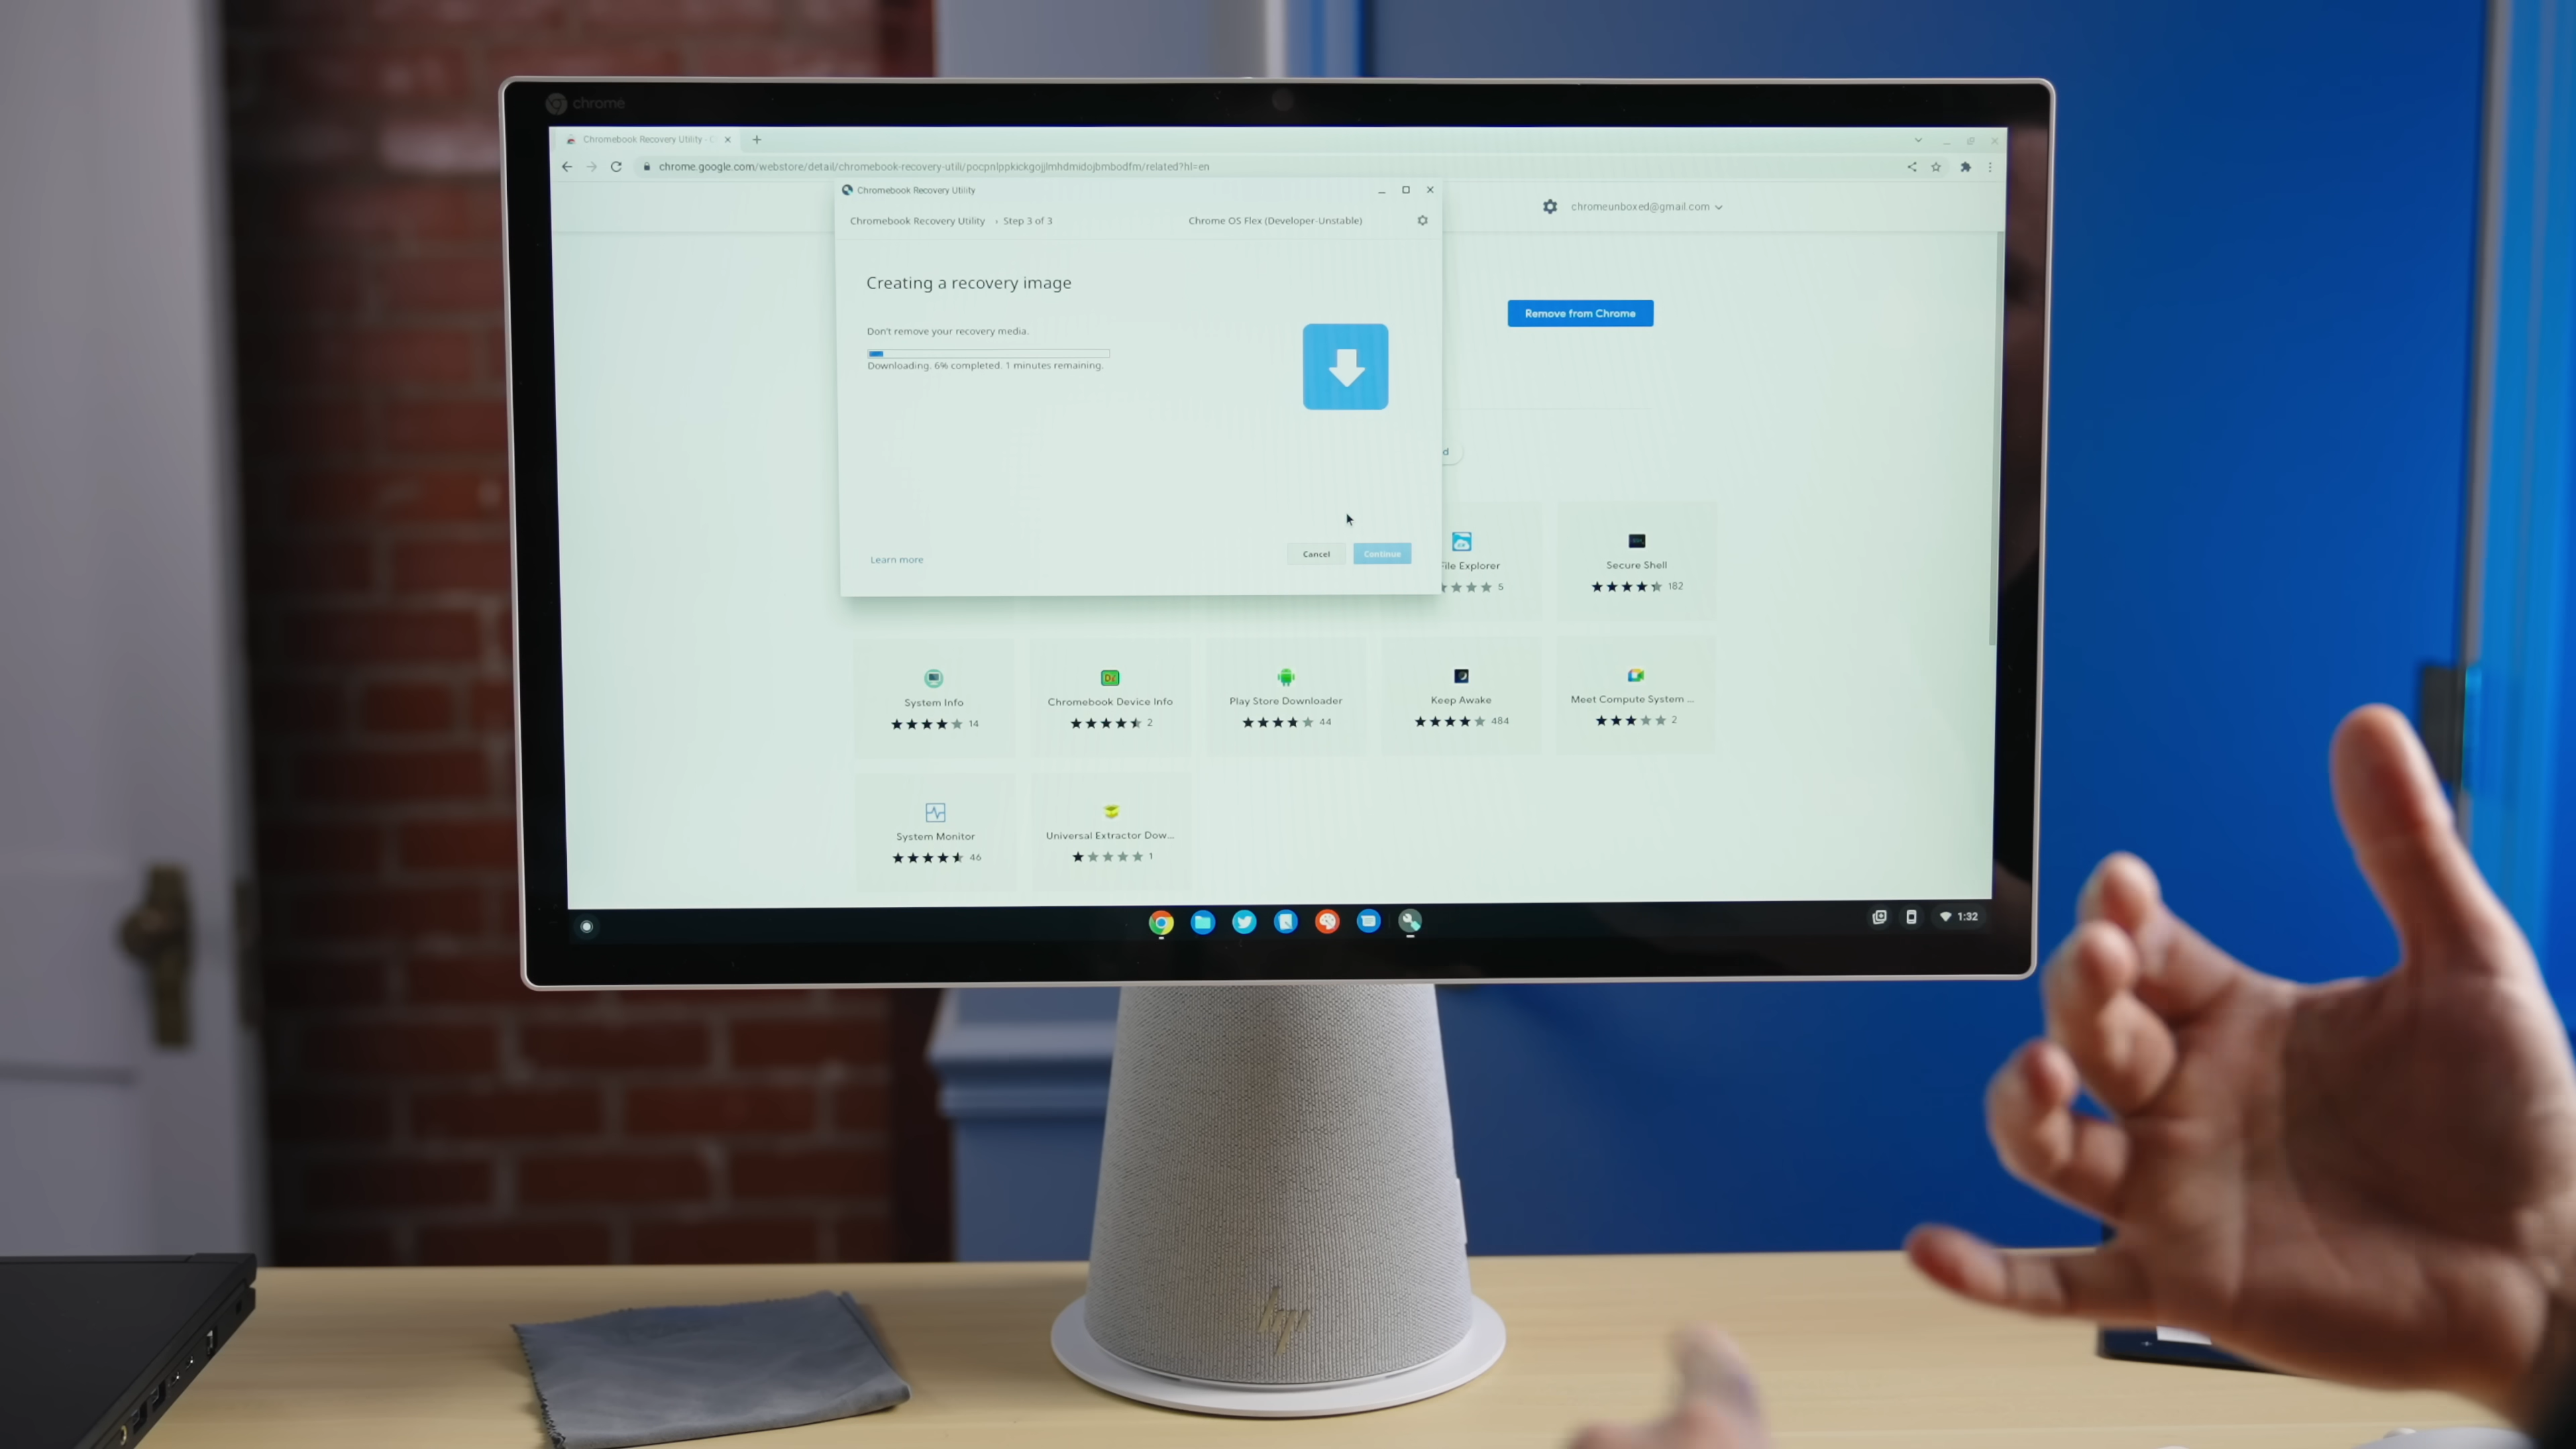 chrome
Chromebook Recovery Utility - C
chrome.google.com/webstore/detail/chromebook-recovery-utili/pocpnlppkickgojjlmhdmidojbmbodfm/related?hl=en
Chromebook Recovery Utility
Chromebook Recovery Utility › Step 3 of 3
Chrome OS Flex (Developer-Unstable)
chromeunboxed@gmail.com
Creating a recovery image
Remove from Chrome
Don't remove your recovery media.
Downloading. 6% completed. 1 minutes remaining.
d
Learn more
Cancel
Continue
File Explorer
5
Secure Shell
182
System Info
14
Chromebook Device Info
2
Play Store Downloader
44
Keep Awake
484
Meet Compute System ...
2
System Monitor
46
Universal Extractor Dow...
1
1:32
hp